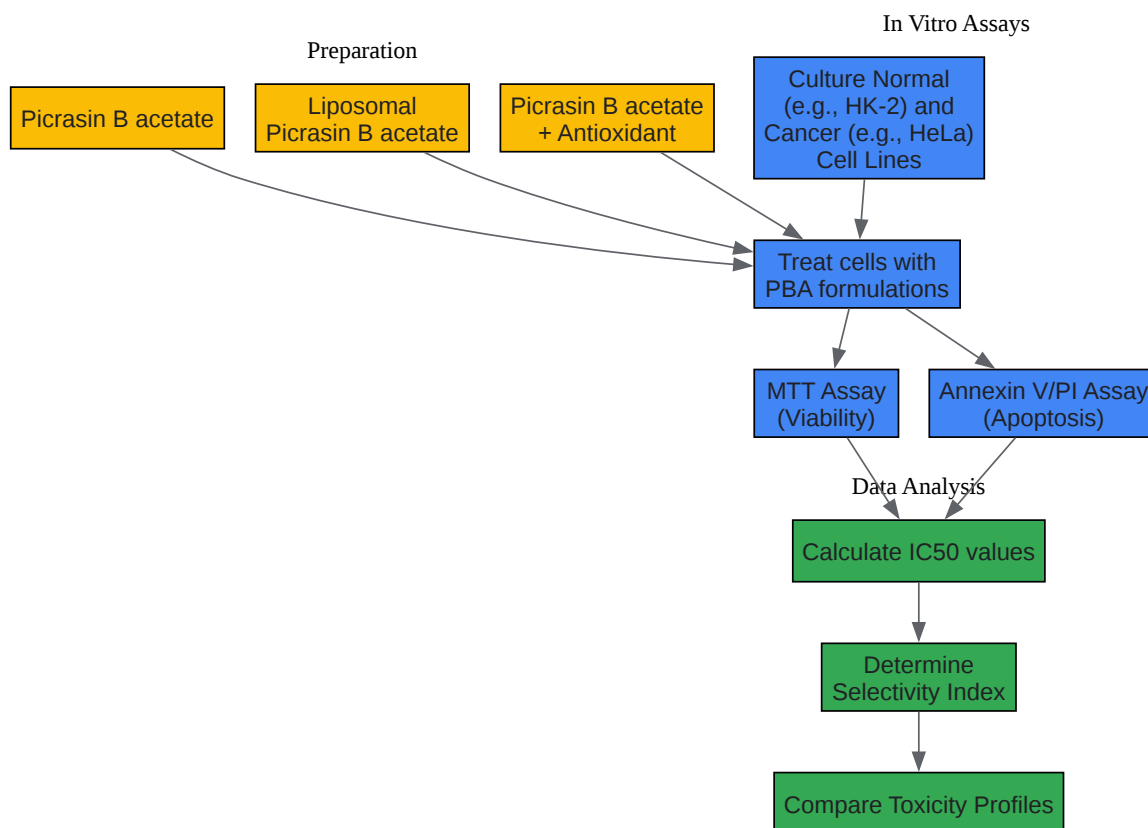 In Vitro Assays
Preparation
Picrasin B acetate
Liposomal
Picrasin B acetate
Picrasin B acetate
+ Antioxidant
Culture Normal
(e.g., HK-2) and
Cancer (e.g., HeLa)
Cell Lines
Treat cells with
PBA formulations
MTT Assay
(Viability)
Annexin V/PI Assay
(Apoptosis)
Data Analysis
Calculate IC50 values
Determine
Selectivity Index
Compare Toxicity Profiles